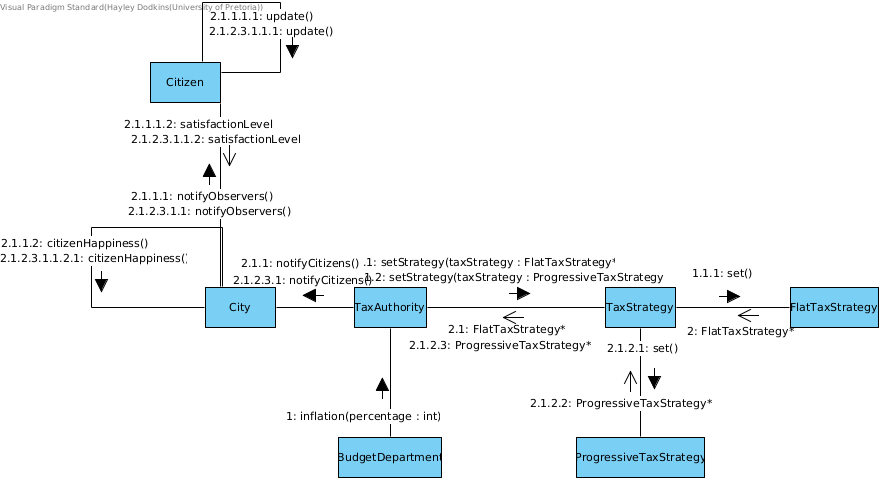 Visual Paradigm Standard(Hayley Dodkins(University of Pretoria))
2.1.1.1.1: update()
2.1.2.3.1.1.1: update()
Citizen
2.1.1.1.2: satisfactionLevel
2.1.2.3.1.1.2: satisfactionLevel
2.1.1.1: notifyObservers()
2.1.2.3.1.1: notifyObservers()
2.1.1.2: citizenHappiness()
2.1.2.3.1.1.2.1: citizenHappiness()
2.1.1: notifyCitizens()
.1: setStrategy(taxStrategy : FlatTaxStrategy*
2.1.2.3.1: notifyCitizens()
1.2: setStrategy(taxStrategy : ProgressiveTaxStrategy
1.1.1: set()
City
TaxAuthority
TaxStrategy
FlatTaxStrategy
2.1: FlatTaxStrategy*
2: FlatTaxStrategy*
2.1.2.3: ProgressiveTaxStrategy*
2.1.2.1: set()
2.1.2.2: ProgressiveTaxStrategy*
1: inflation(percentage : int)
BudgetDepartment
ProgressiveTaxStrategy